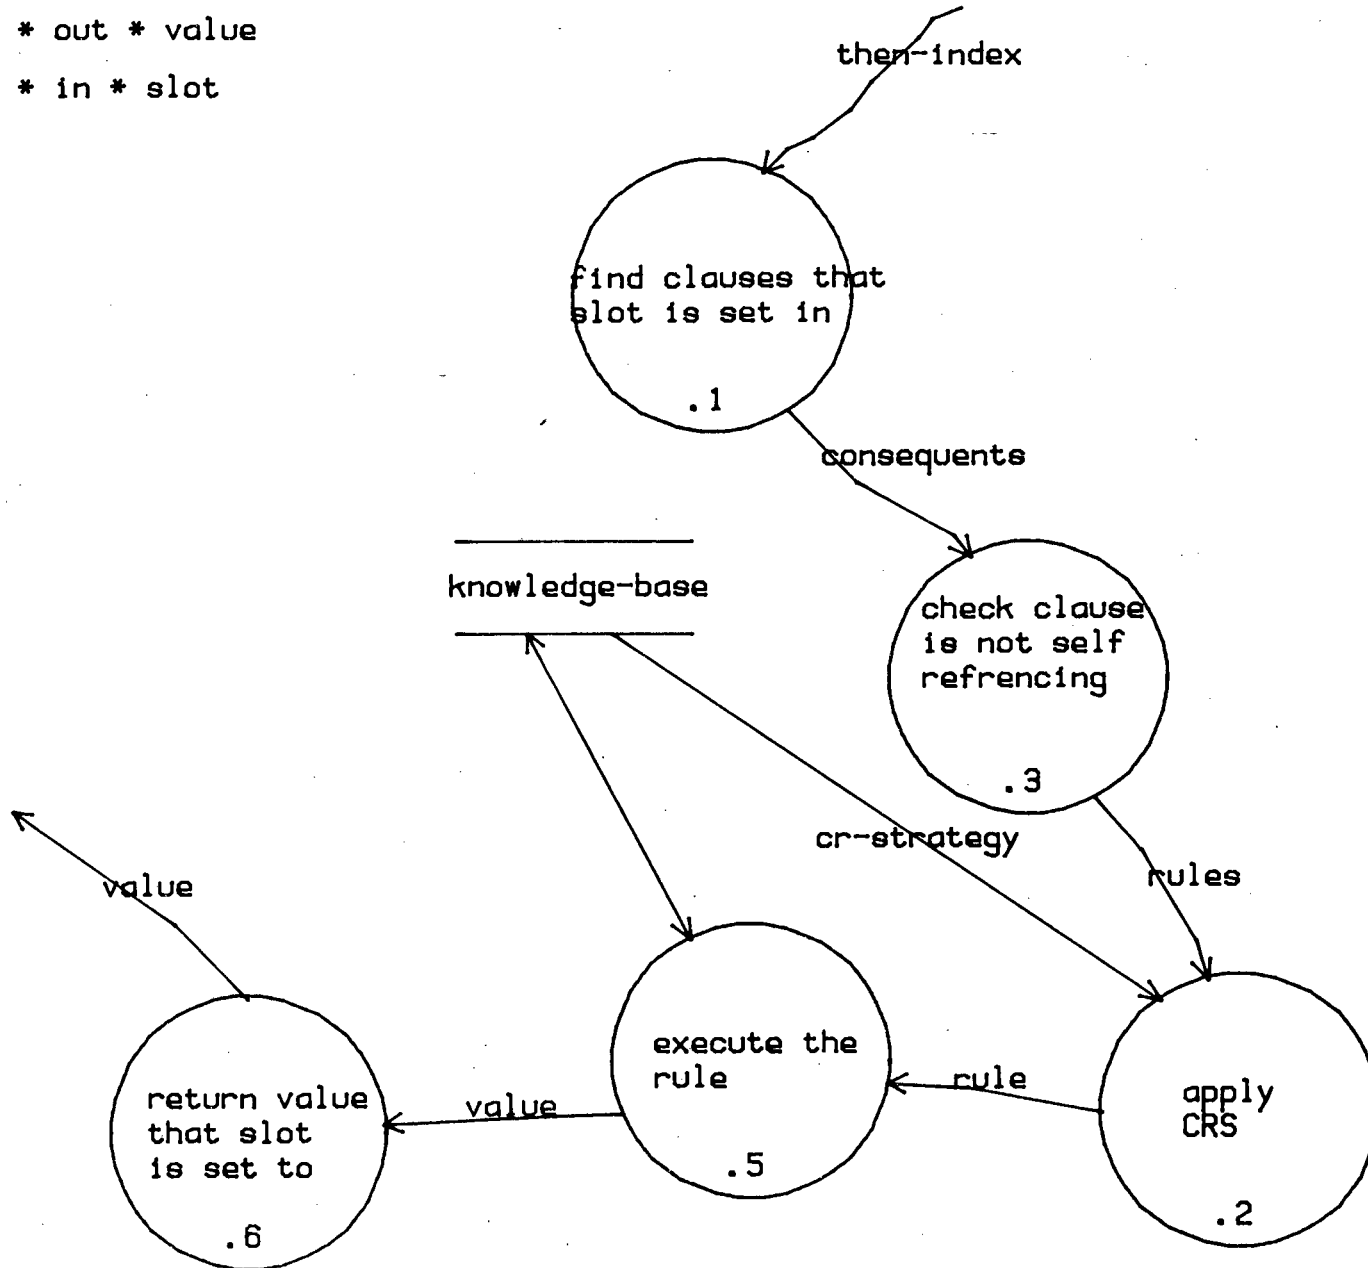 * out * value
* in * slot
then-index
find clauses that
slot is set in
.1
consequents
knowledge-base
check clause
is not self
refrencing
.3
cr-strategy
rules
value
execute the
rule
.5
rule
apply
CRS
.2
value
return value
that slot
is set to
.6